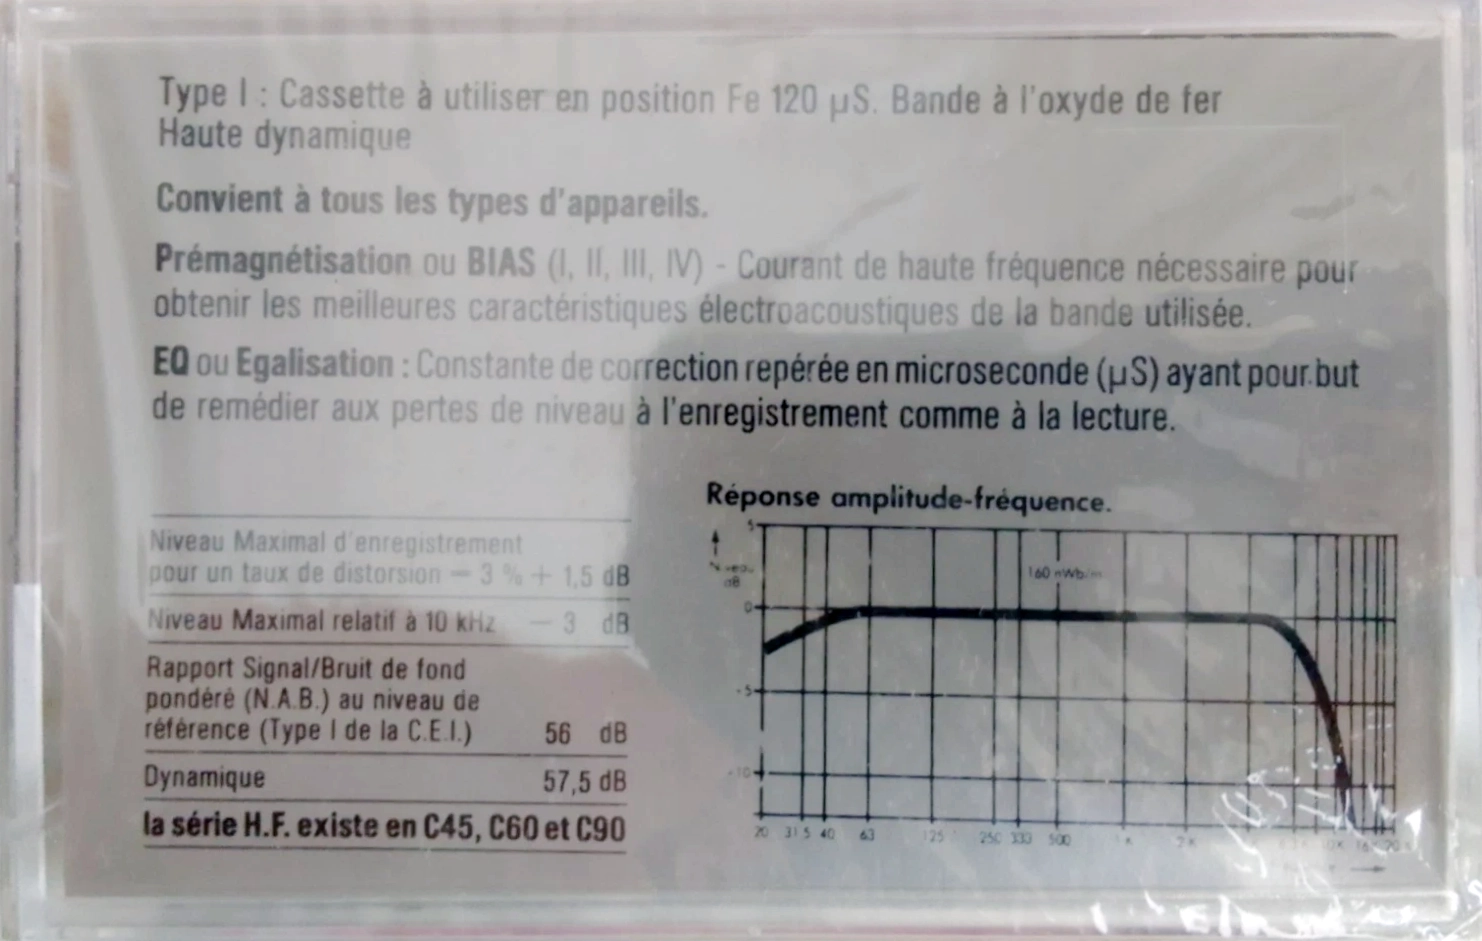 Type I : Cassette à utiliser en position Fe 120 µS. Bande à l'oxyde de fer
Haute dynamique
Convient à tous les types d'appareils.
Prémagnétisation ou BIAS (I, II, III, IV) - Courant de haute fréquence nécessaire pour
obtenir les meilleures caractéristiques électroacoustiques de la bande utilisée.
EQ ou Egalisation : Constante de correction repérée en microseconde (µS) ayant pour but
de remédier aux pertes de niveau à l'enregistrement comme à la lecture.
Niveau Maximal d'enregistrement
pour un taux de distorsion — 3 % + 1,5 dB
Niveau Maximal relatif à 10 kHz — 3 dB
Rapport Signal/Bruit de fond
pondéré (N.A.B.) au niveau de
référence (Type I de la C.E.I.) 56 dB
Dynamique 57,5 dB
la série H.F. existe en C45, C60 et C90
Réponse amplitude-fréquence.
5
Niveau
dB
160 nWb/m
0
- 5
- 10
20 31 5 40 63 125 250 333 500 K 2K 10K 16K 20